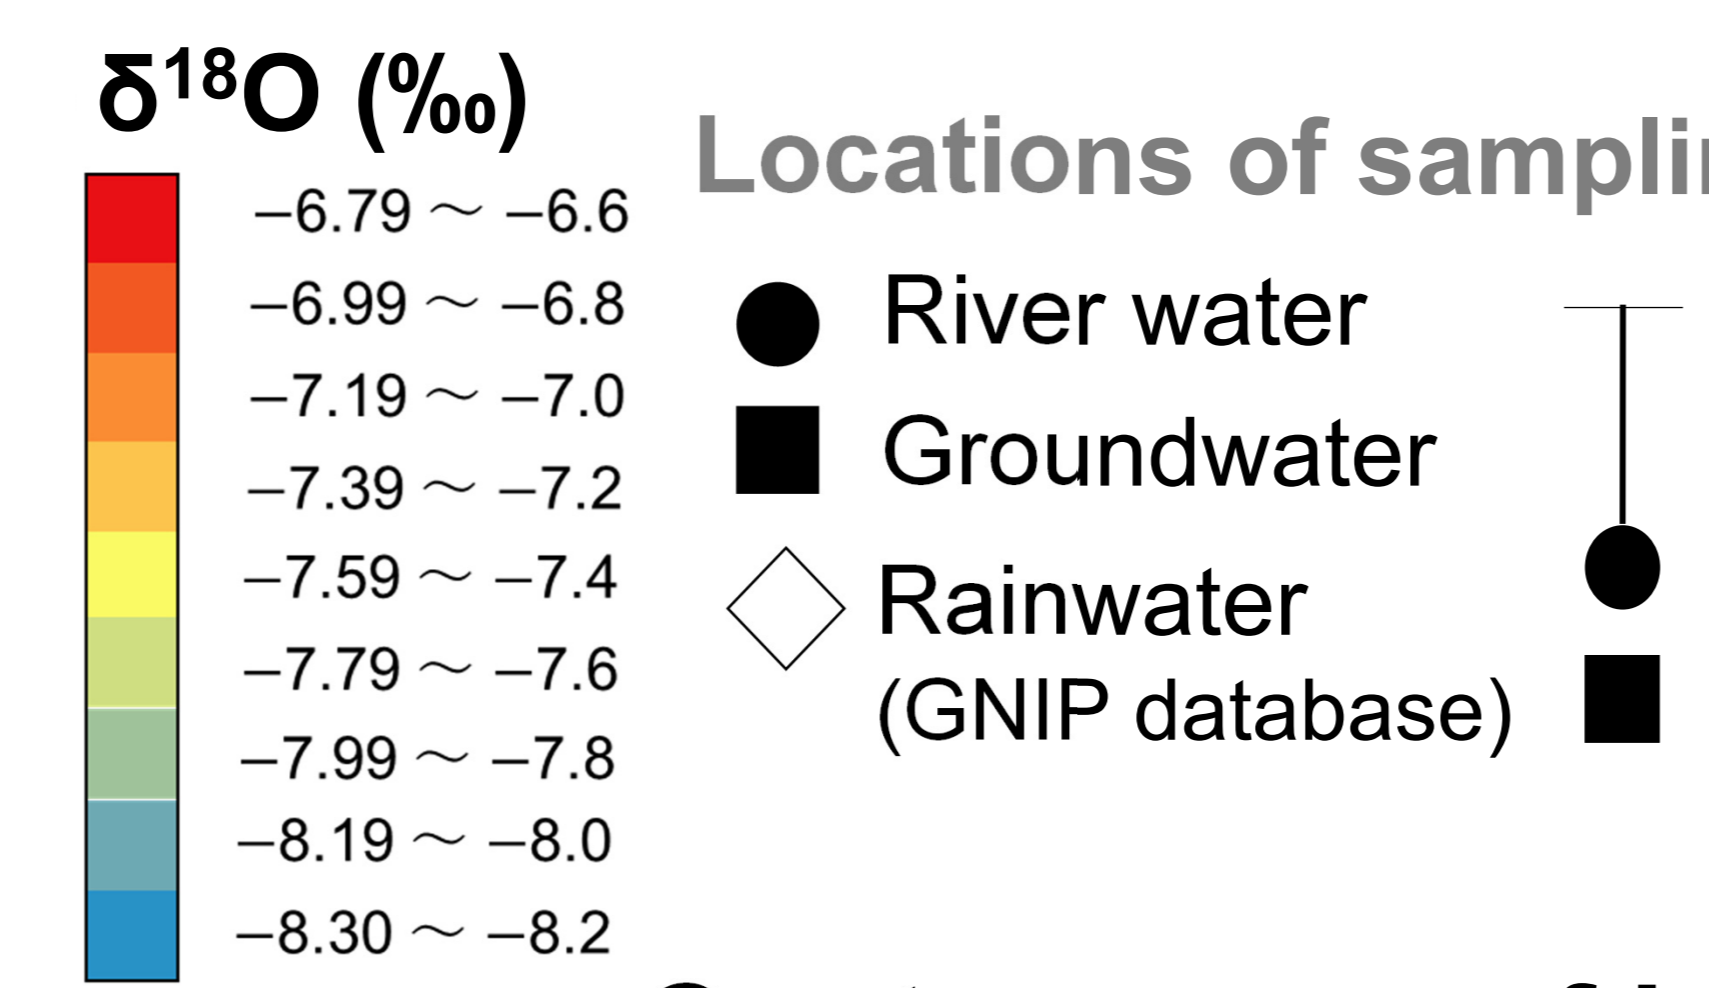 δ¹⁸O (‰)
–6.79 ～ –6.6
–6.99 ～ –6.8
–7.19 ～ –7.0
–7.39 ～ –7.2
–7.59 ～ –7.4
–7.79 ～ –7.6
–7.99 ～ –7.8
–8.19 ～ –8.0
–8.30 ～ –8.2
Locations of
River water
Groundwater
Rainwater
(GNIP database)